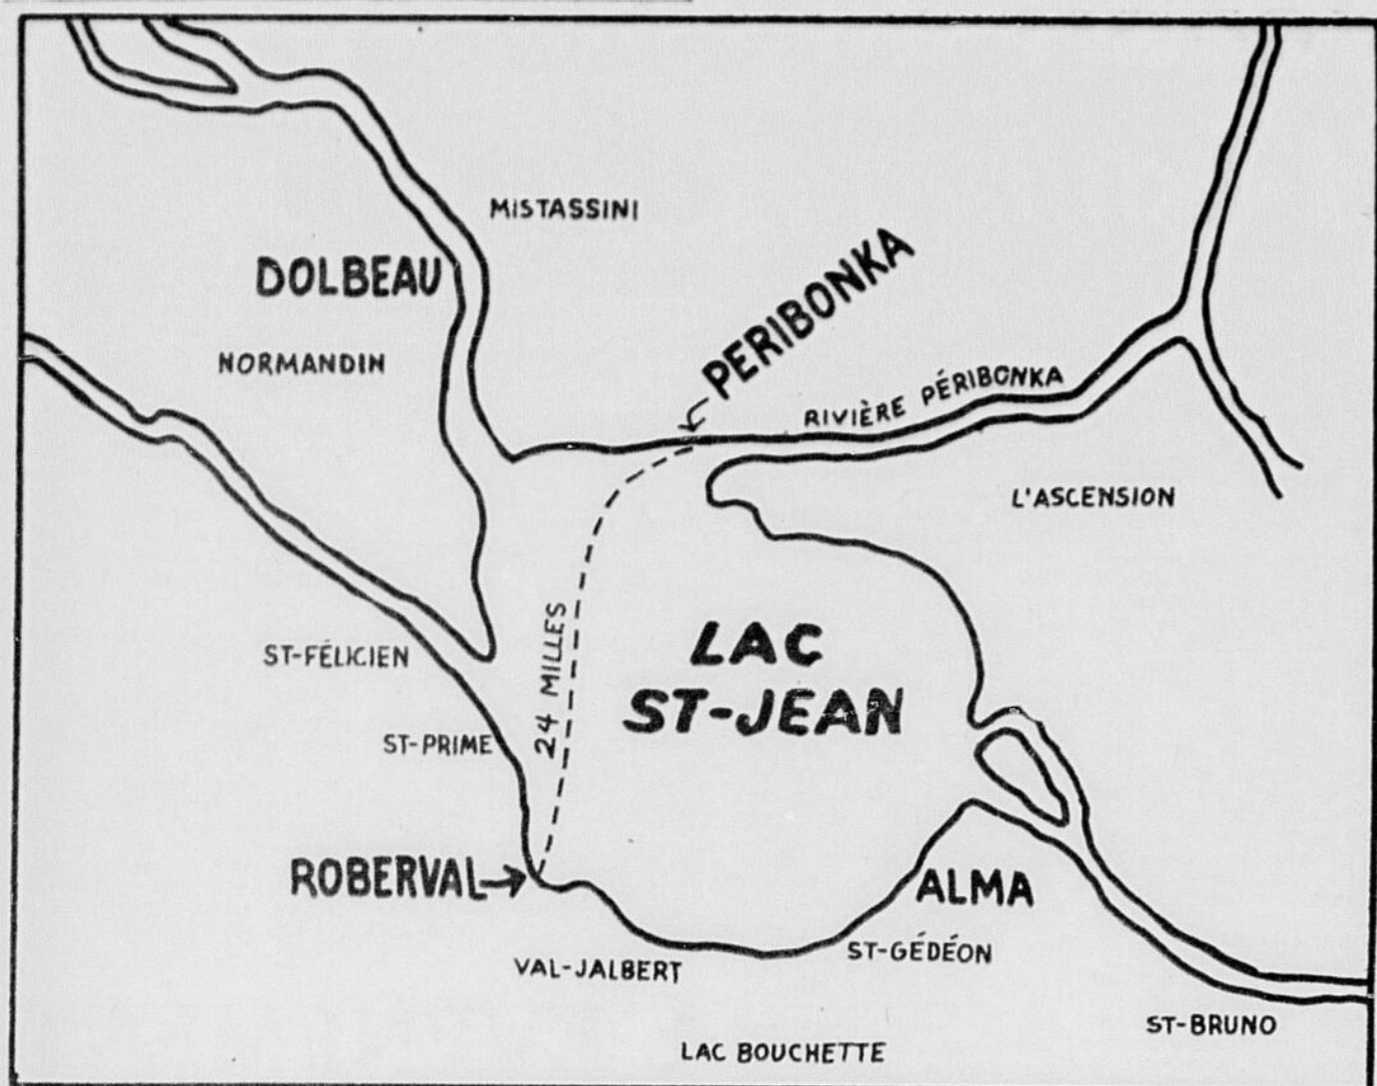 MISTASSINI
DOLBEAU
PERIBONKA
NORMANDIN
RIVIÈRE PÉRIBONKA
L'ASCENSION
24 MILLES
LAC
ST-JEAN
ST-FÉLICIEN
ST-PRIME
ROBERVAL
ALMA
VAL-JALBERT
ST-GÉDÉON
ST-BRUNO
LAC BOUCHETTE